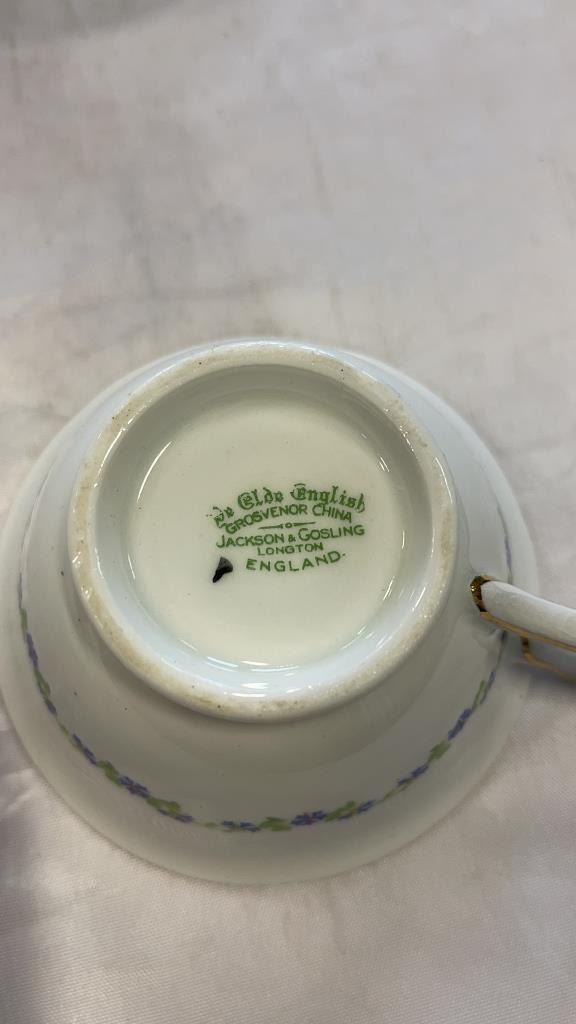 Ye Olde English
GROSVENOR CHINA
JACKSON & GOSLING
LONGTON
ENGLAND.